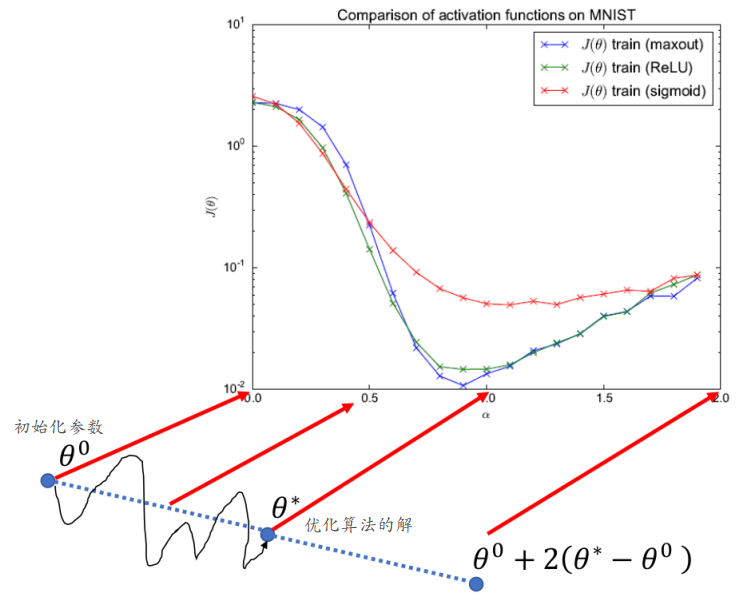 Comparison of activation functions on MNIST
10¹
J(θ) train (maxout)
J(θ) train (ReLU)
J(θ) train (sigmoid)
10⁰
J(θ)
10⁻¹
10⁻²
0.0 0.5 1.0 1.5 2.0
α
初始化参数
θ⁰
θ*
优化算法的解
θ⁰ + 2(θ* − θ⁰ )